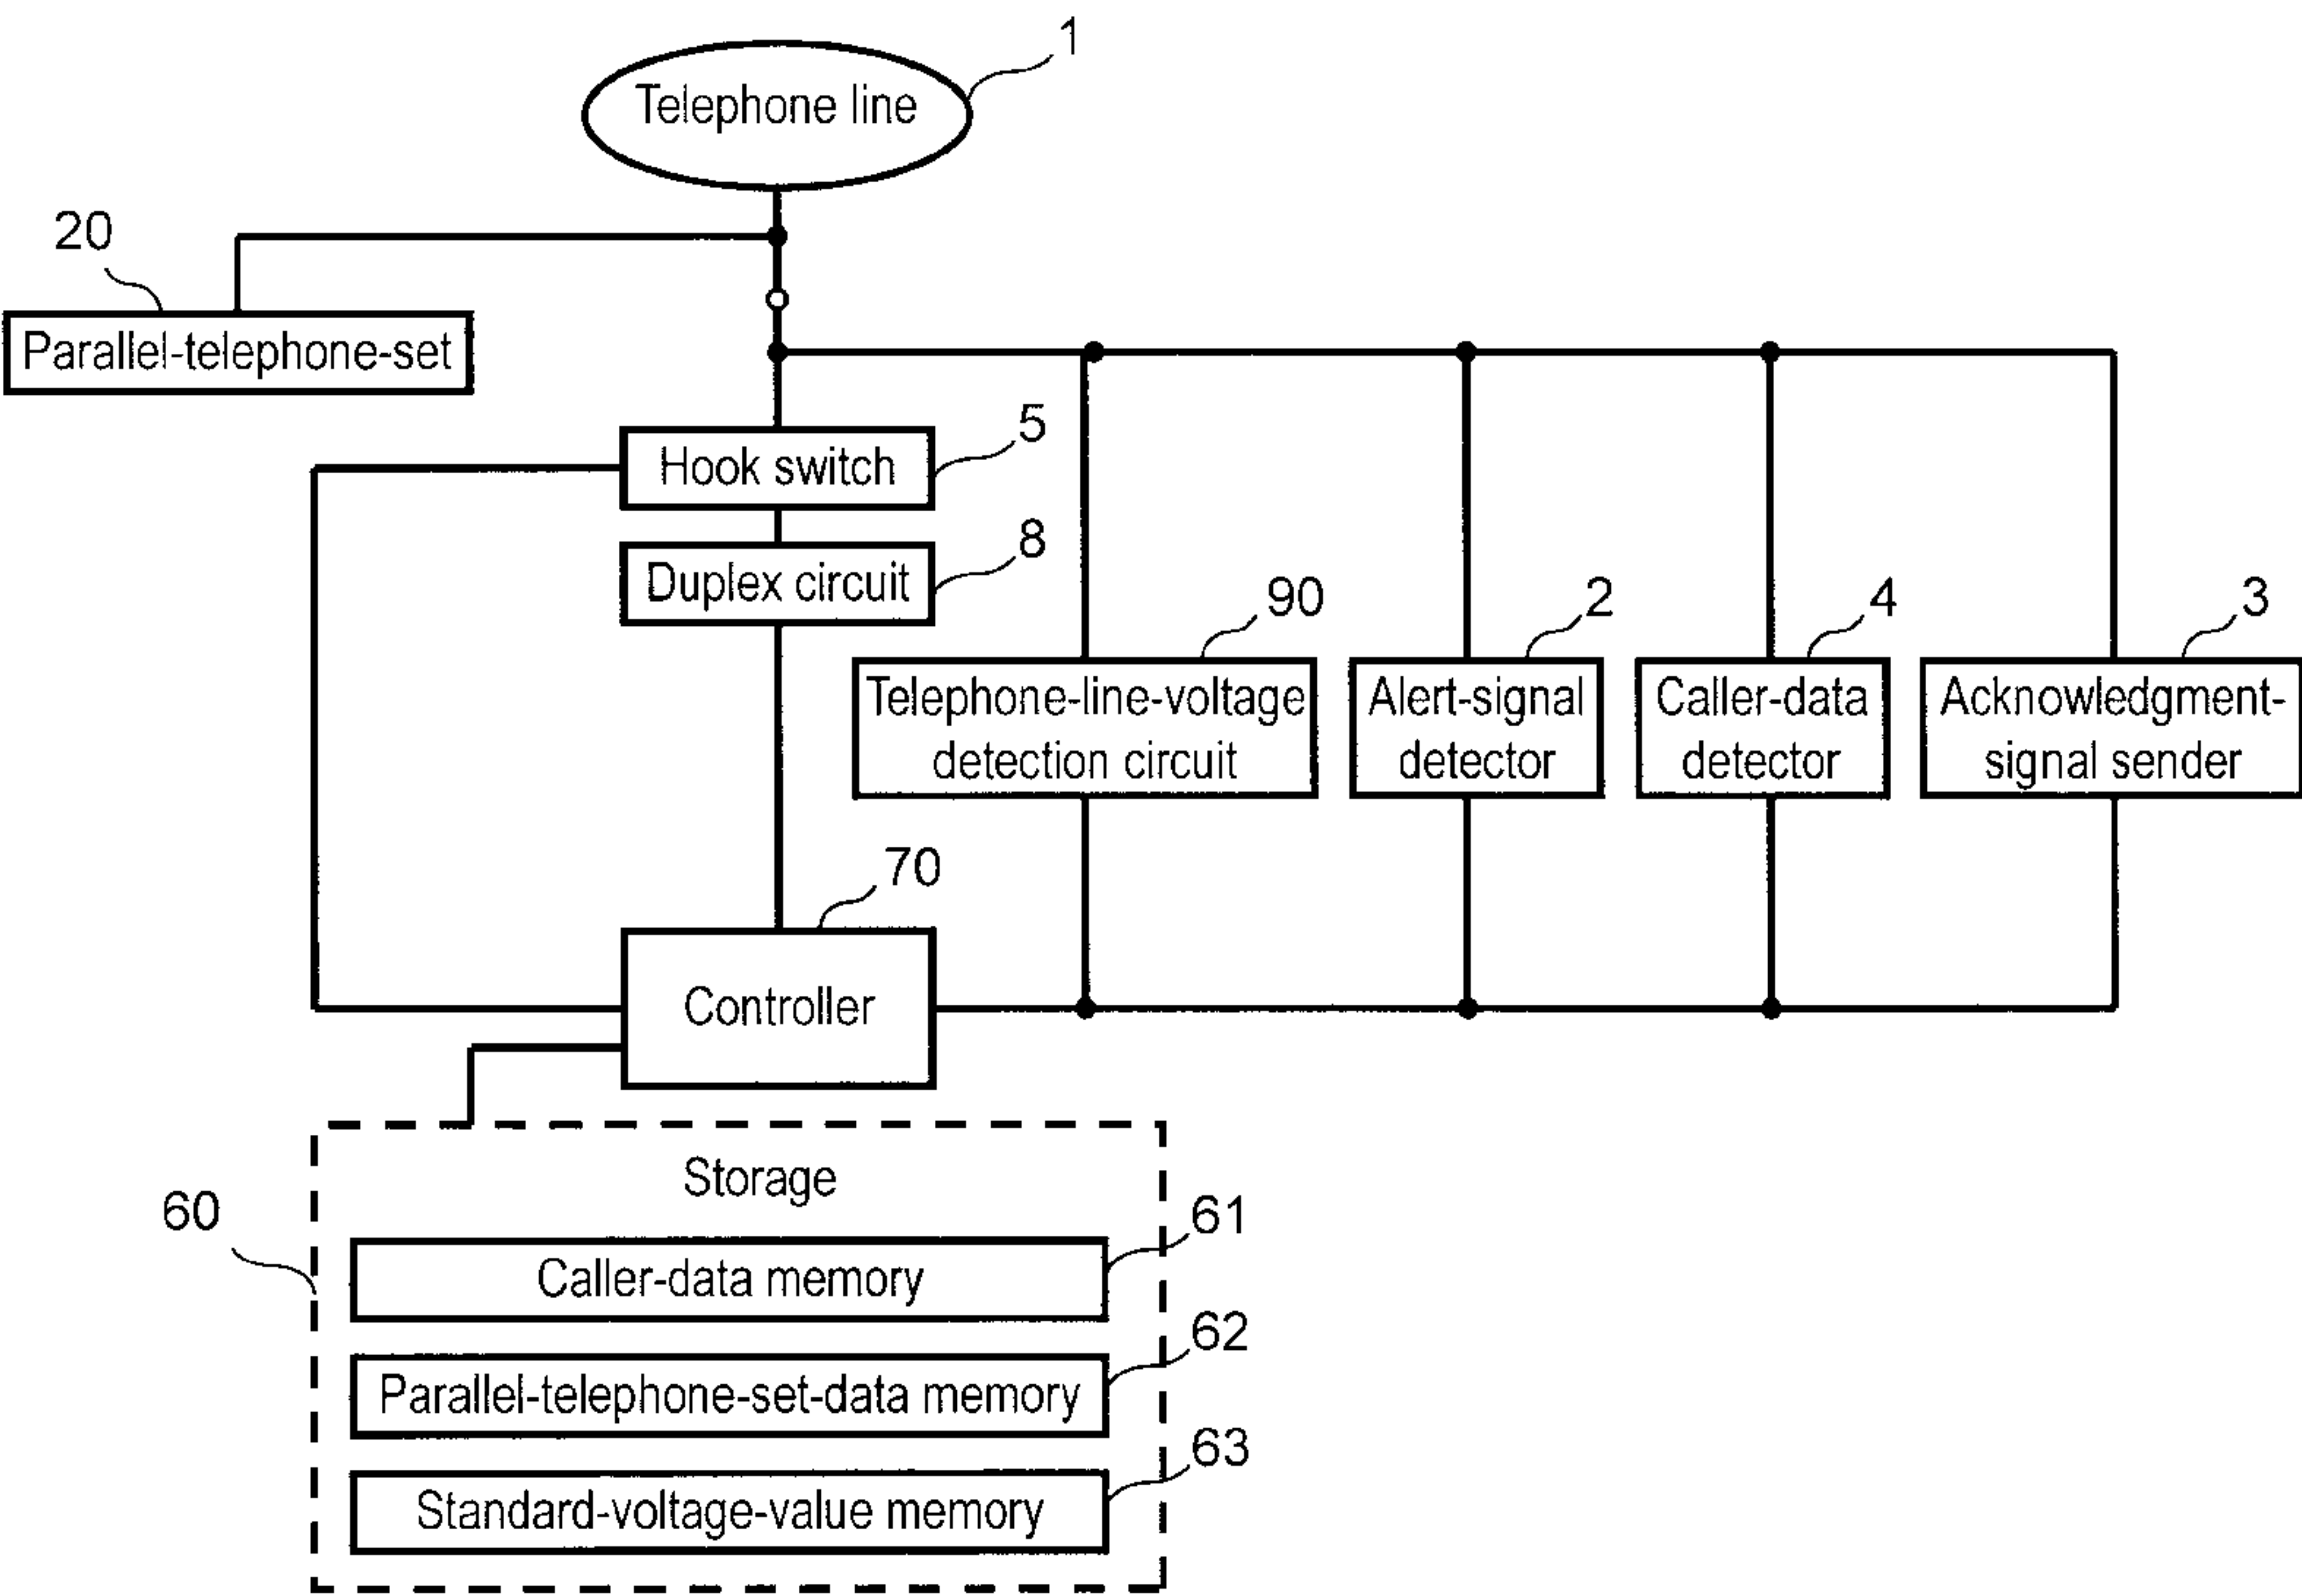 1
Telephone line
20
Parallel-telephone-set
5
Hook switch
8
Duplex circuit
90
2
4
3
Telephone-line-voltage
detection circuit
Alert-signal
detector
Caller-data
detector
Acknowledgment-
signal sender
70
Controller
Storage
60
61
Caller-data memory
62
Parallel-telephone-set-data memory
63
Standard-voltage-value memory